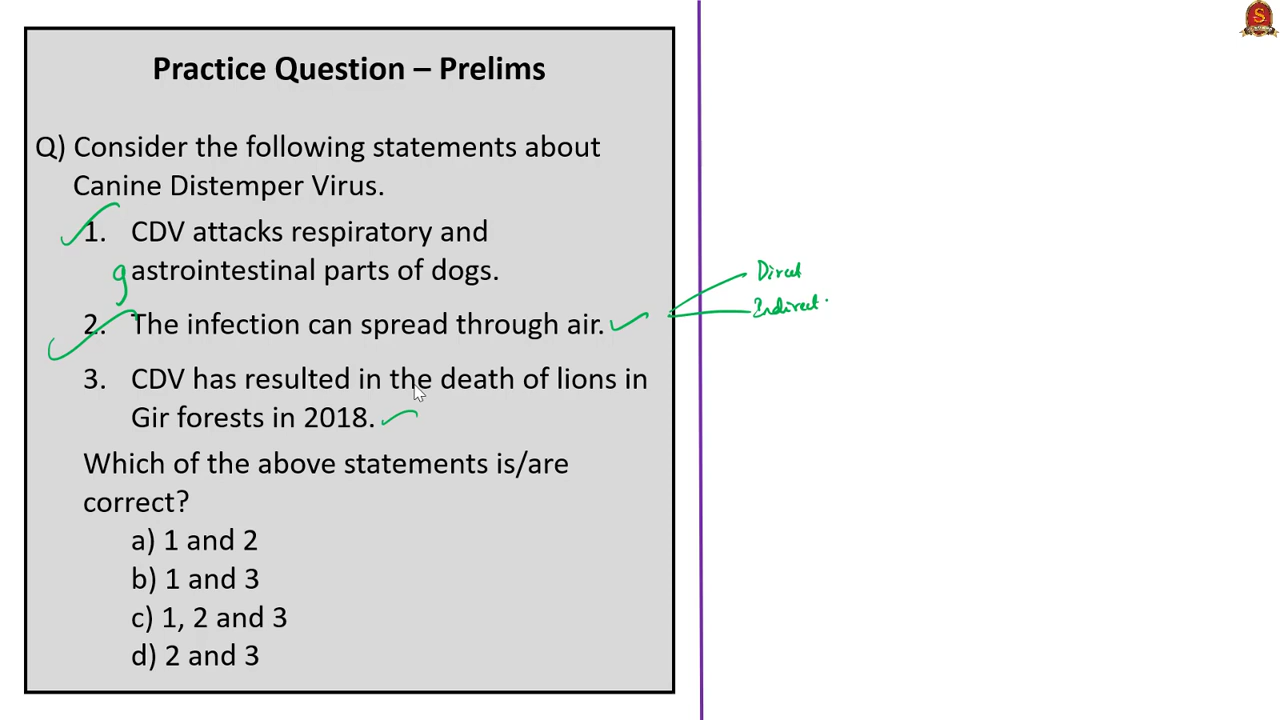 Practice Question – Prelims
Q) Consider the following statements about
Canine Distemper Virus.
1. CDV attacks respiratory and
gastrointestinal parts of dogs.
2. The infection can spread through air.
Direct
Indirect
3. CDV has resulted in the death of lions in
Gir forests in 2018.
Which of the above statements is/are
correct?
a) 1 and 2
b) 1 and 3
c) 1, 2 and 3
d) 2 and 3
S